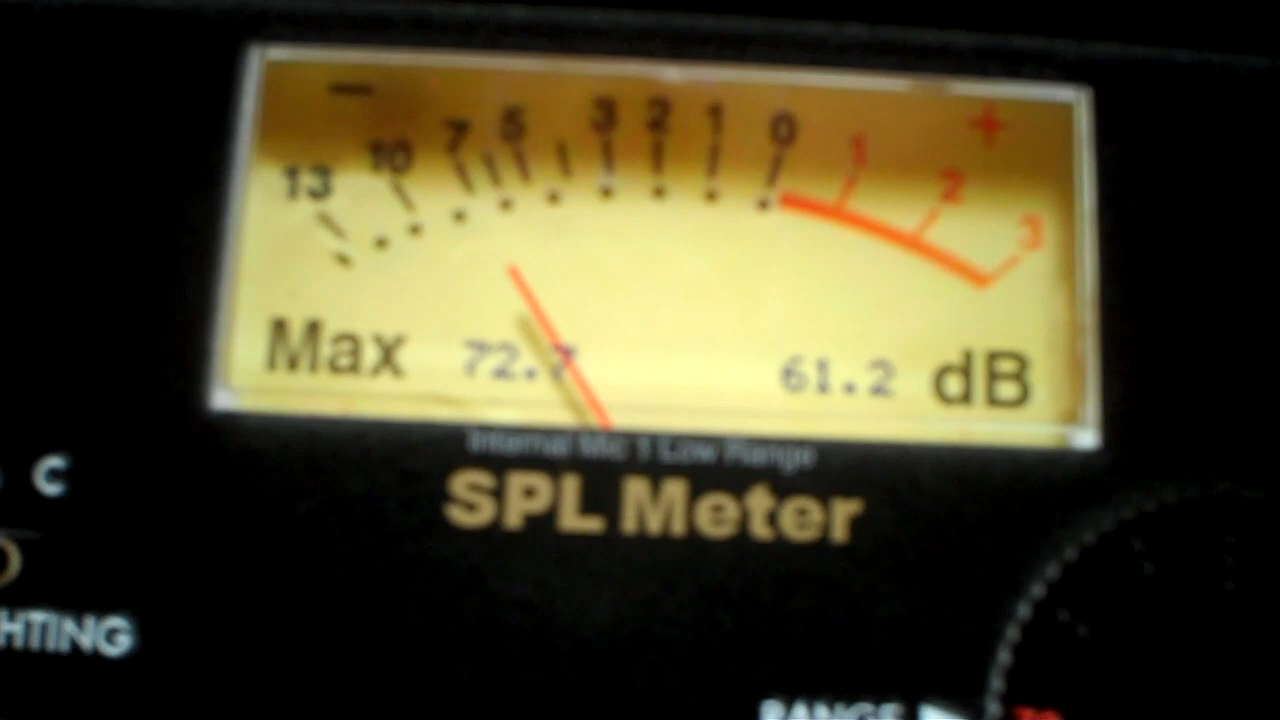 − +
13 10 7 5 3 2 1 0 1 2 3
Max 72.7 61.2 dB
Internal Mic 1 Low Range
SPL Meter
C
HTING
RANGE
70